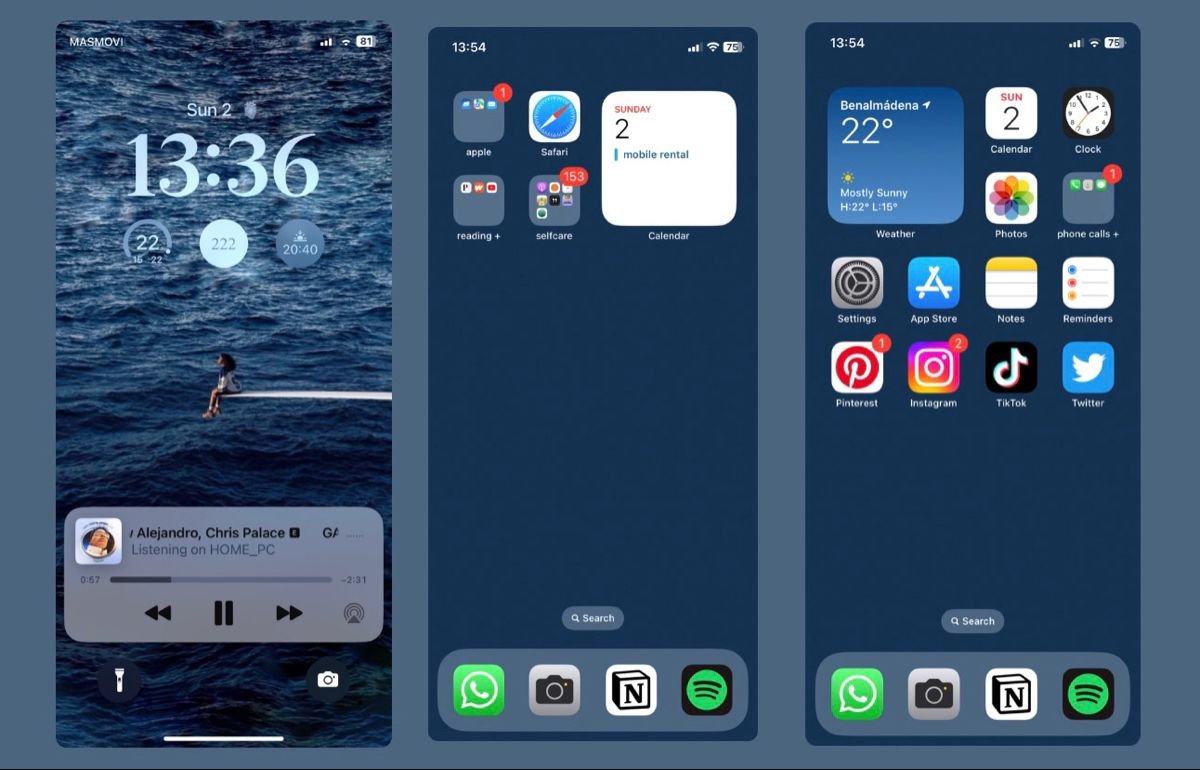 MASMOVI
81
Sun 2
13:36
22
15 22
222
20:40
Alejandro, Chris Palace E GA
Listening on HOME_PC
0:57
-2:31
13:54
75
1
apple
Safari
SUNDAY
2
mobile rental
reading +
153
selfcare
Calendar
Search
N
13:54
75
Benalmádena
22°
Mostly Sunny
H:22° L:15°
Weather
SUN
2
Calendar
12
Clock
Photos
1
phone calls +
Settings
App Store
Notes
Reminders
1
Pinterest
2
Instagram
TikTok
Twitter
Search
N